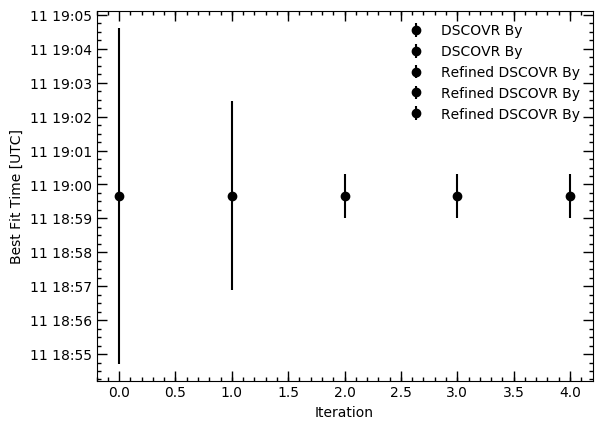 11 19:05
11 19:04
11 19:03
11 19:02
11 19:01
11 19:00
11 18:59
11 18:58
11 18:57
11 18:56
11 18:55
Best Fit Time [UTC]
DSCOVR By
DSCOVR By
Refined DSCOVR By
Refined DSCOVR By
Refined DSCOVR By
0.0 0.5 1.0 1.5 2.0 2.5 3.0 3.5 4.0
Iteration